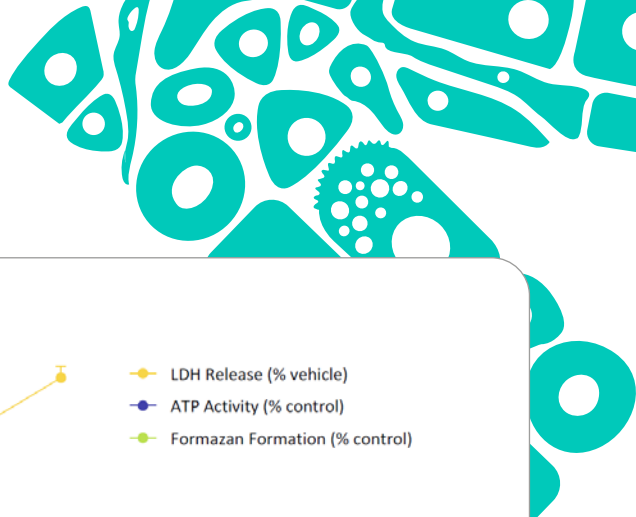 LDH Release (% vehicle)
ATP Activity (% control)
Formazan Formation (% control)